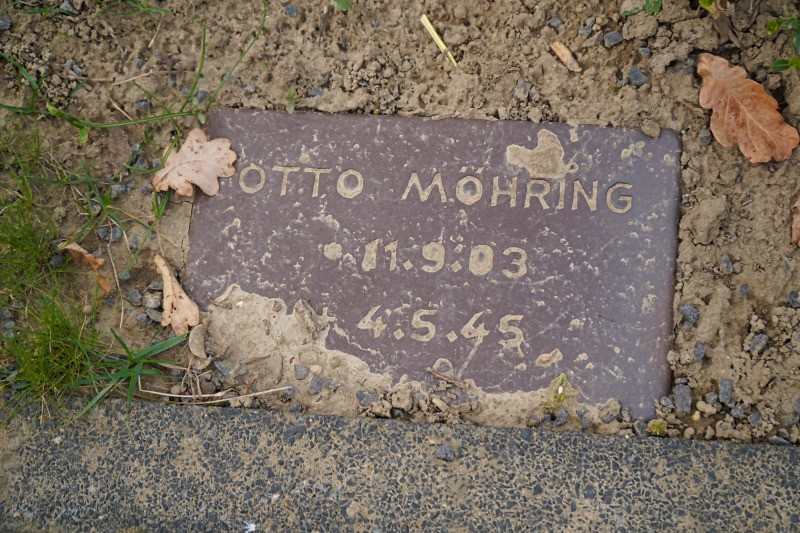 OTTO MÖHRING
* 11.9.03
† 4.5.45